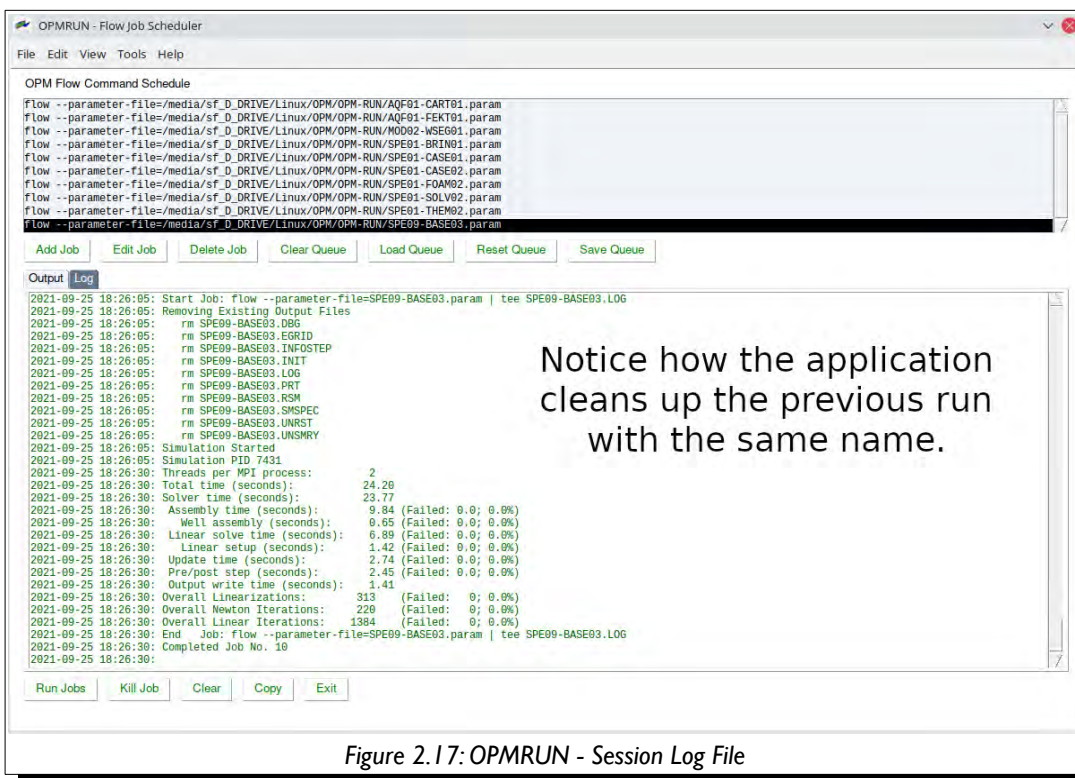 OPMRUN - Flow Job Scheduler
File Edit View Tools Help
OPM Flow Command Schedule
flow --parameter-file=/media/sf_D_DRIVE/Linux/OPM/OPM-RUN/AQF01-CART01.param
flow --parameter-file=/media/sf_D_DRIVE/Linux/OPM/OPM-RUN/AQF01-FEKT01.param
flow --parameter-file=/media/sf_D_DRIVE/Linux/OPM/OPM-RUN/MOD02-WSEG01.param
flow --parameter-file=/media/sf_D_DRIVE/Linux/OPM/OPM-RUN/SPE01-BRIN01.param
flow --parameter-file=/media/sf_D_DRIVE/Linux/OPM/OPM-RUN/SPE01-CASE01.param
flow --parameter-file=/media/sf_D_DRIVE/Linux/OPM/OPM-RUN/SPE01-CASE02.param
flow --parameter-file=/media/sf_D_DRIVE/Linux/OPM/OPM-RUN/SPE01-FOAM02.param
flow --parameter-file=/media/sf_D_DRIVE/Linux/OPM/OPM-RUN/SPE01-SOLV02.param
flow --parameter-file=/media/sf_D_DRIVE/Linux/OPM/OPM-RUN/SPE01-THEM02.param
flow --parameter-file=/media/sf_D_DRIVE/Linux/OPM/OPM-RUN/SPE09-BASE03.param
Add Job Edit Job Delete Job Clear Queue Load Queue Reset Queue Save Queue
Output Log
2021-09-25 18:26:05: Start Job: flow --parameter-file=SPE09-BASE03.param | tee SPE09-BASE03.LOG
2021-09-25 18:26:05: Removing Existing Output Files
2021-09-25 18:26:05: rm SPE09-BASE03.DBG
2021-09-25 18:26:05: rm SPE09-BASE03.EGRID
2021-09-25 18:26:05: rm SPE09-BASE03.INFOSTEP
2021-09-25 18:26:05: rm SPE09-BASE03.INIT
2021-09-25 18:26:05: rm SPE09-BASE03.LOG
2021-09-25 18:26:05: rm SPE09-BASE03.PRT
2021-09-25 18:26:05: rm SPE09-BASE03.RSM
2021-09-25 18:26:05: rm SPE09-BASE03.SMSPEC
2021-09-25 18:26:05: rm SPE09-BASE03.UNRST
2021-09-25 18:26:05: rm SPE09-BASE03.UNSMRY
2021-09-25 18:26:05: Simulation Started
2021-09-25 18:26:05: Simulation PID 7431
2021-09-25 18:26:30: Threads per MPI process: 2
2021-09-25 18:26:30: Total time (seconds): 24.20
2021-09-25 18:26:30: Solver time (seconds): 23.77
2021-09-25 18:26:30: Assembly time (seconds): 9.84 (Failed: 0.0; 0.0%)
2021-09-25 18:26:30: Well assembly (seconds): 0.65 (Failed: 0.0; 0.0%)
2021-09-25 18:26:30: Linear solve time (seconds): 6.89 (Failed: 0.0; 0.0%)
2021-09-25 18:26:30: Linear setup (seconds): 1.42 (Failed: 0.0; 0.0%)
2021-09-25 18:26:30: Update time (seconds): 2.74 (Failed: 0.0; 0.0%)
2021-09-25 18:26:30: Pre/post step (seconds): 2.45 (Failed: 0.0; 0.0%)
2021-09-25 18:26:30: Output write time (seconds): 1.41
2021-09-25 18:26:30: Overall Linearizations: 313 (Failed: 0; 0.0%)
2021-09-25 18:26:30: Overall Newton Iterations: 220 (Failed: 0; 0.0%)
2021-09-25 18:26:30: Overall Linear Iterations: 1384 (Failed: 0; 0.0%)
2021-09-25 18:26:30: End Job: flow --parameter-file=SPE09-BASE03.param | tee SPE09-BASE03.LOG
2021-09-25 18:26:30: Completed Job No. 10
2021-09-25 18:26:30:
Notice how the application
cleans up the previous run
with the same name.
Run Jobs Kill Job Clear Copy Exit
Figure 2.17: OPMRUN - Session Log File